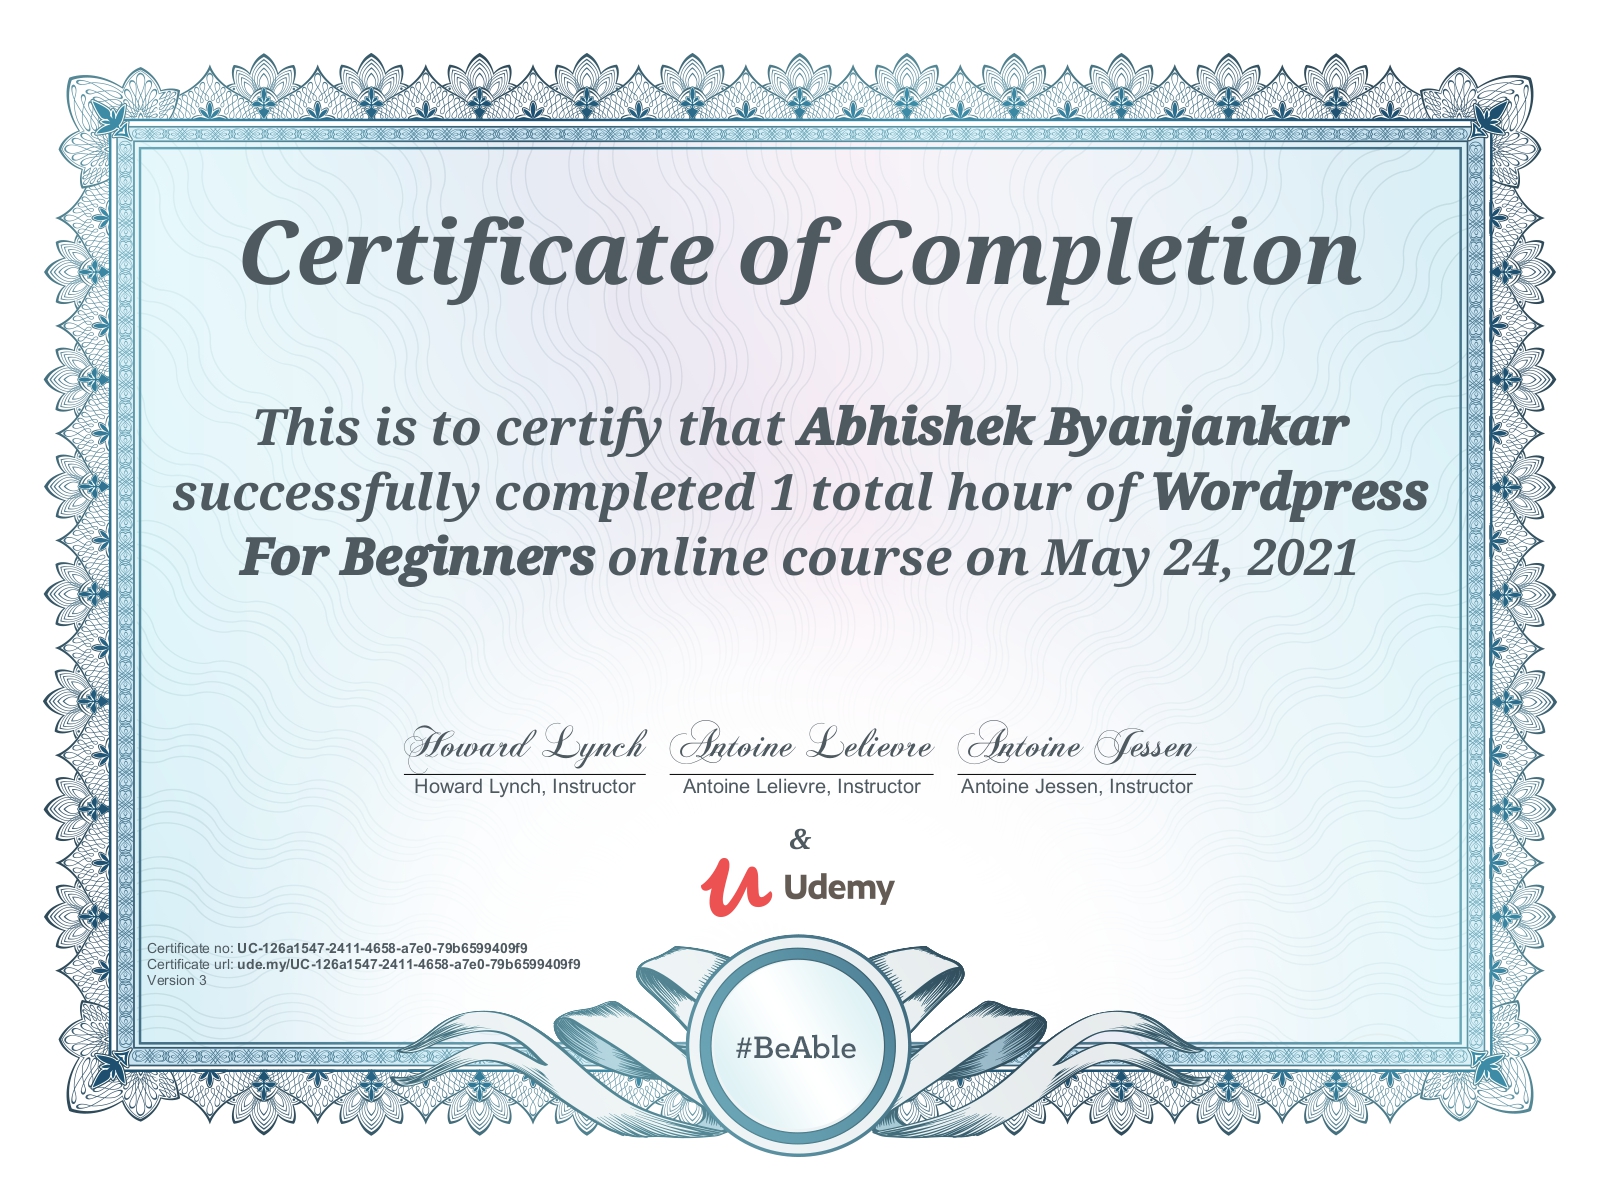 Certificate of Completion
This is to certify that Abhishek Byanjankar
successfully completed 1 total hour of Wordpress
For Beginners online course on May 24, 2021
Howard Lynch Antoine Lelievre Antoine Jessen
Howard Lynch, Instructor Antoine Lelievre, Instructor Antoine Jessen, Instructor
&
Udemy
Certificate no: UC-126a1547-2411-4658-a7e0-79b6599409f9
Certificate url: ude.my/UC-126a1547-2411-4658-a7e0-79b6599409f9
Version 3
#BeAble